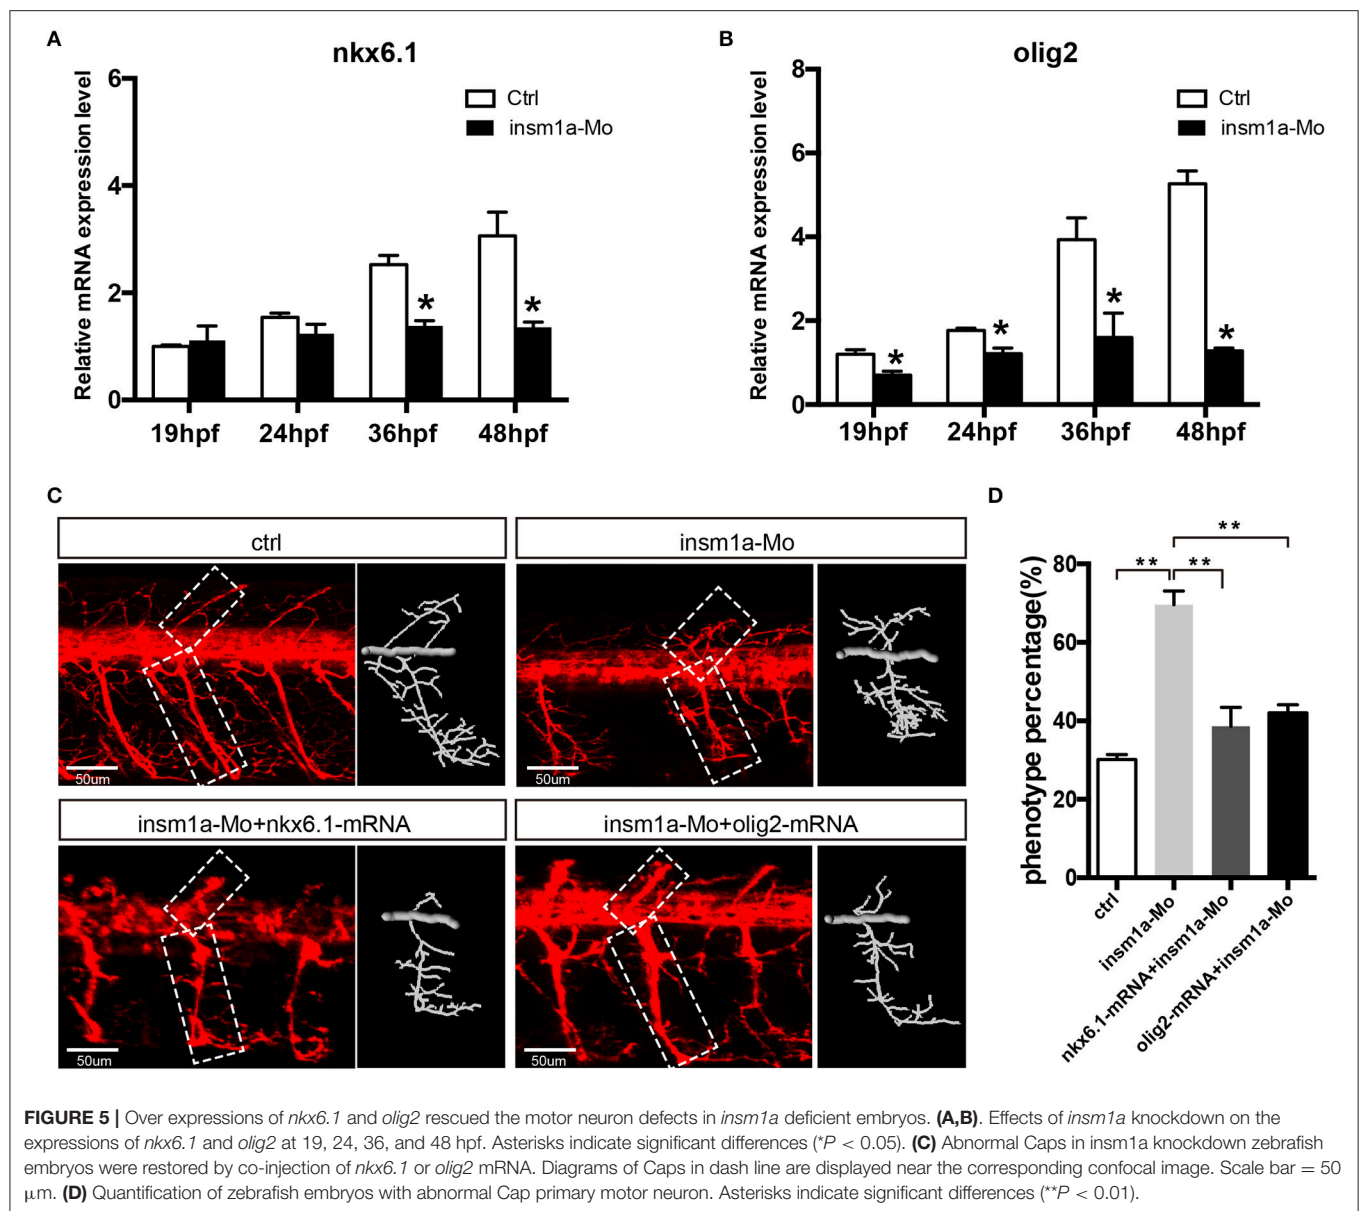 A
nkx6.1
Relative mRNA expression level
6
4
2
0
Ctrl
insm1a-Mo
*
*
19hpf 24hpf 36hpf 48hpf
B
olig2
Relative mRNA expression level
8
6
4
2
0
Ctrl
insm1a-Mo
*
*
*
*
19hpf 24hpf 36hpf 48hpf
C
ctrl
50um
insm1a-Mo
50um
insm1a-Mo+nkx6.1-mRNA
50um
insm1a-Mo+olig2-mRNA
50um
D
phenotype percentage(%)
80
60
40
20
0
**
** **
ctrl
insm1a-Mo
nkx6.1-mRNA+insm1a-Mo
olig2-mRNA+insm1a-Mo
FIGURE 5 | Over expressions of nkx6.1 and olig2 rescued the motor neuron defects in insm1a deficient embryos. (A,B). Effects of insm1a knockdown on the
expressions of nkx6.1 and olig2 at 19, 24, 36, and 48 hpf. Asterisks indicate significant differences (*P < 0.05). (C) Abnormal Caps in insm1a knockdown zebrafish
embryos were restored by co-injection of nkx6.1 or olig2 mRNA. Diagrams of Caps in dash line are displayed near the corresponding confocal image. Scale bar = 50
μm. (D) Quantification of zebrafish embryos with abnormal Cap primary motor neuron. Asterisks indicate significant differences (**P < 0.01).